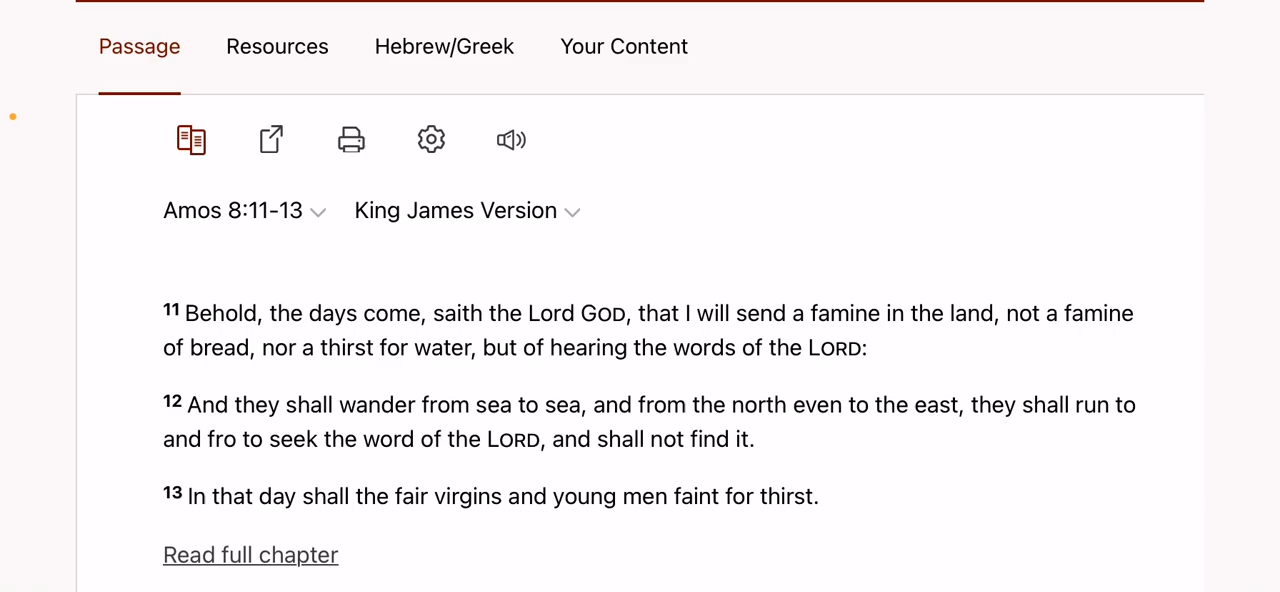 Passage Resources Hebrew/Greek Your Content
Amos 8:11-13 King James Version
11 Behold, the days come, saith the Lord GOD, that I will send a famine in the land, not a famine
of bread, nor a thirst for water, but of hearing the words of the LORD:
12 And they shall wander from sea to sea, and from the north even to the east, they shall run to
and fro to seek the word of the LORD, and shall not find it.
13 In that day shall the fair virgins and young men faint for thirst.
Read full chapter